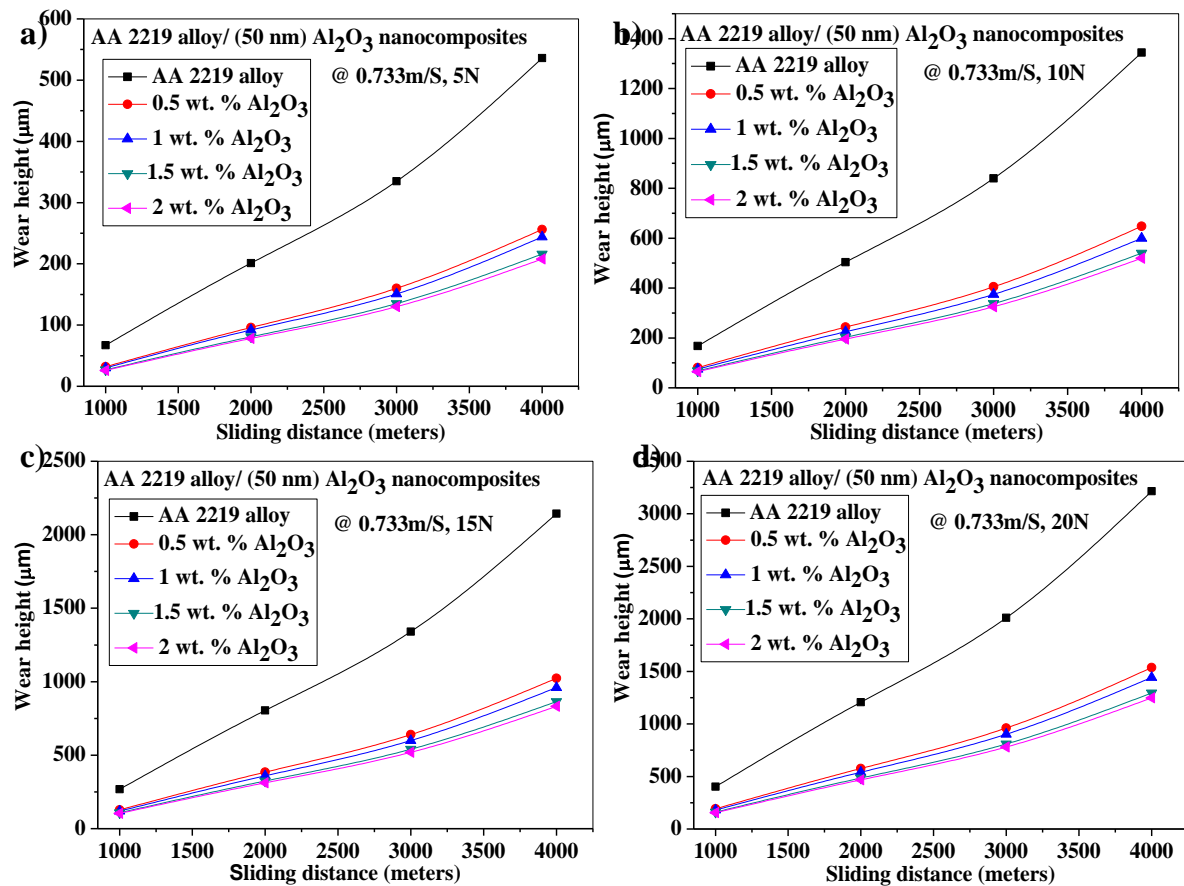 a)
AA 2219 alloy/ (50 nm) Al2O3 nanocomposites
@ 0.733m/S, 5N
AA 2219 alloy
0.5 wt. % Al2O3
1 wt. % Al2O3
1.5 wt. % Al2O3
2 wt. % Al2O3
600
500
400
300
200
100
0
Wear height (μm)
1000 1500 2000 2500 3000 3500 4000
Sliding distance (meters)
b)
AA 2219 alloy/ (50 nm) Al2O3 nanocomposites
@ 0.733m/S, 10N
AA 2219 alloy
0.5 wt. % Al2O3
1 wt. % Al2O3
1.5 wt. % Al2O3
2 wt. % Al2O3
1400
1200
1000
800
600
400
200
0
Wear height (μm)
1000 1500 2000 2500 3000 3500 4000
Sliding distance (meters)
c)
AA 2219 alloy/ (50 nm) Al2O3 nanocomposites
@ 0.733m/S, 15N
AA 2219 alloy
0.5 wt. % Al2O3
1 wt. % Al2O3
1.5 wt. % Al2O3
2 wt. % Al2O3
2500
2000
1500
1000
500
0
Wear height (μm)
1000 1500 2000 2500 3000 3500 4000
Sliding distance (meters)
d)
AA 2219 alloy/ (50 nm) Al2O3 nanocomposites
@ 0.733m/S, 20N
AA 2219 alloy
0.5 wt. % Al2O3
1 wt. % Al2O3
1.5 wt. % Al2O3
2 wt. % Al2O3
3500
3000
2500
2000
1500
1000
500
0
Wear height (μm)
1000 1500 2000 2500 3000 3500 4000
Sliding distance (meters)